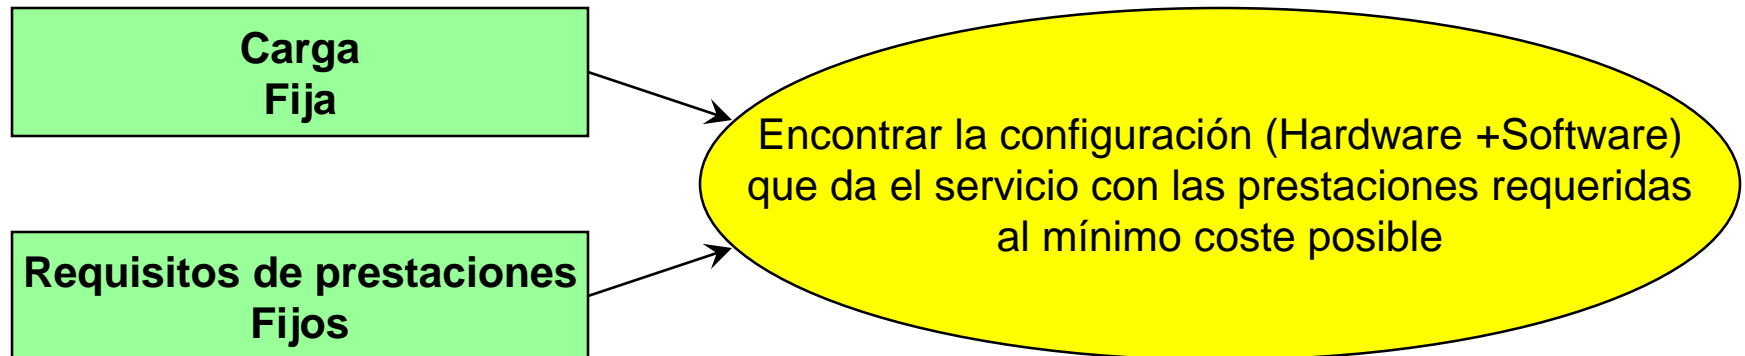 Carga
Fija
Encontrar la configuración (Hardware +Software)
que da el servicio con las prestaciones requeridas
al mínimo coste posible
Requisitos de prestaciones
Fijos